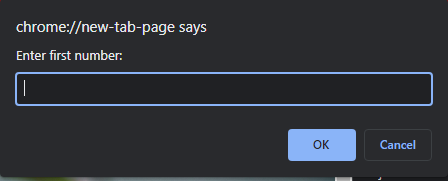 chrome://new-tab-page says
Enter first number:
OK Cancel